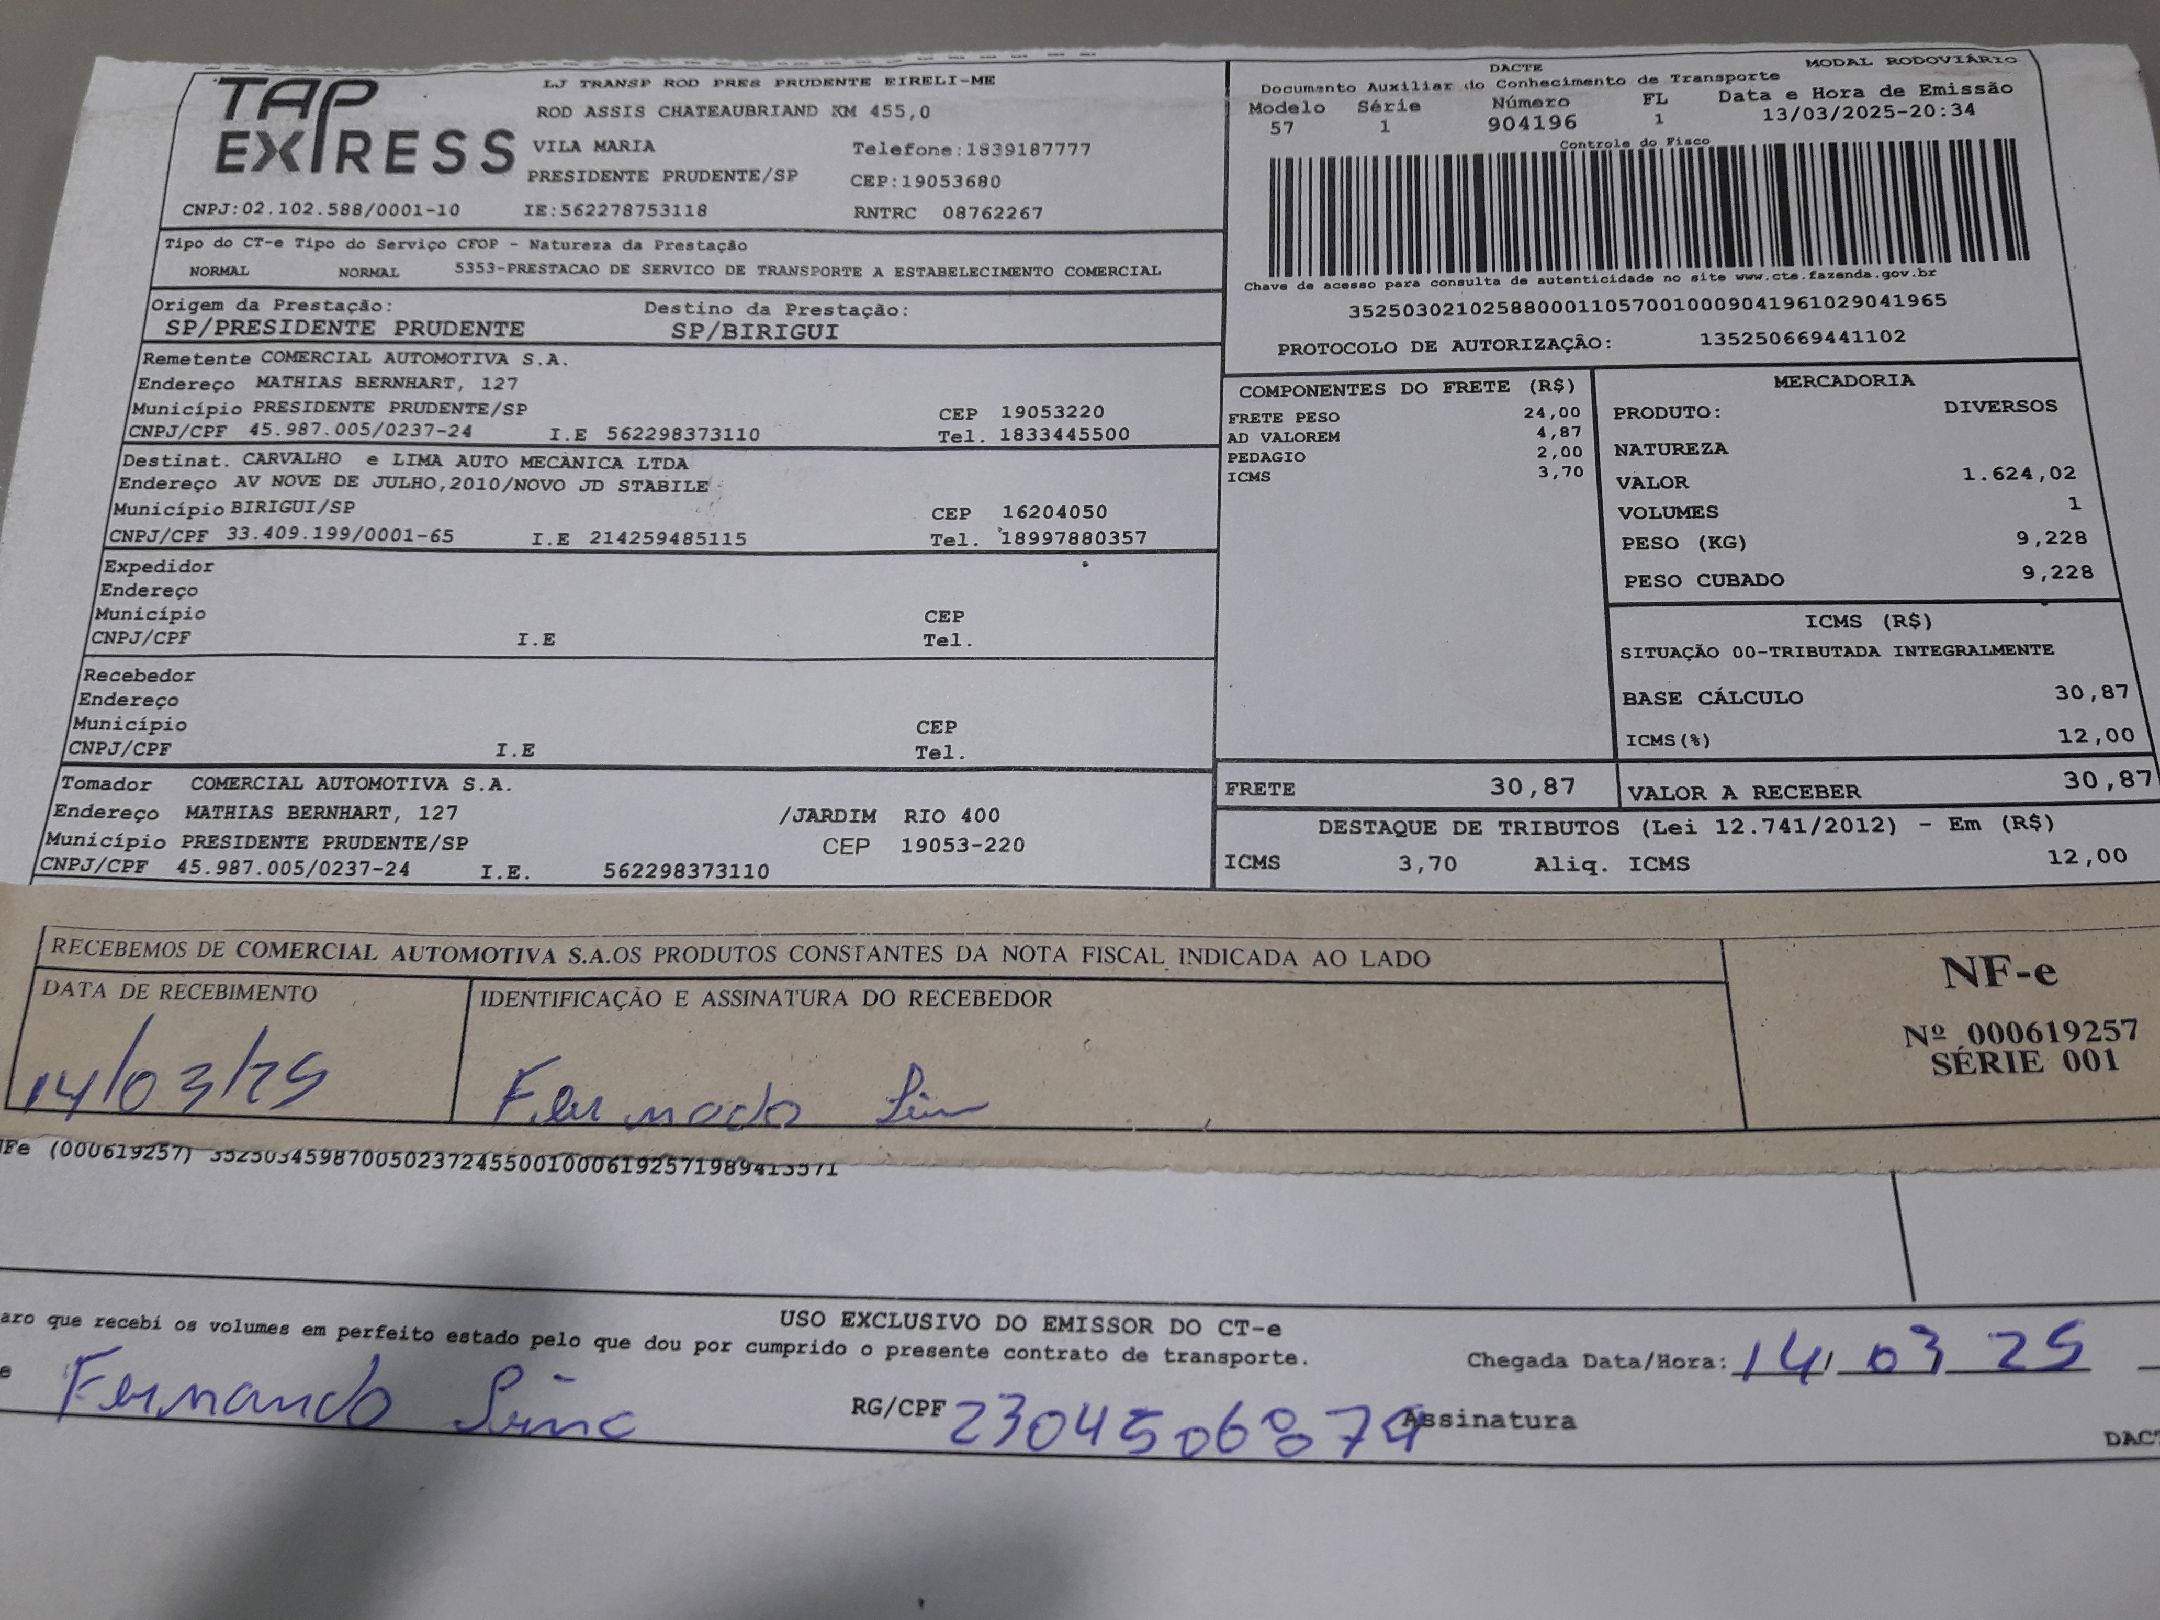 TAP EXPRESS
LJ TRANSP ROD PRES PRUDENTE EIRELI-ME
ROD ASSIS CHATEAUBRIAND KM 455,0
VILA MARIA Telefone:1839187777
PRESIDENTE PRUDENTE/SP CEP:19053680
CNPJ:02.102.588/0001-10 IE:562278753118 RNTRC 08762267
Tipo do CT-e Tipo do Serviço CFOP - Natureza da Prestação
NORMAL NORMAL 5353-PRESTACAO DE SERVICO DE TRANSPORTE A ESTABELECIMENTO COMERCIAL
Origem da Prestação: Destino da Prestação:
SP/PRESIDENTE PRUDENTE SP/BIRIGUI
Remetente COMERCIAL AUTOMOTIVA S.A.
Endereço MATHIAS BERNHART, 127
Município PRESIDENTE PRUDENTE/SP CEP 19053220
CNPJ/CPF 45.987.005/0237-24 I.E 562298373110 Tel. 1833445500
Destinat. CARVALHO e LIMA AUTO MECANICA LTDA
Endereço AV NOVE DE JULHO,2010/NOVO JD STABILE
Município BIRIGUI/SP CEP 16204050
CNPJ/CPF 33.409.199/0001-65 I.E 214259485115 Tel. 18997880357
Expedidor
Endereço
Município CEP
CNPJ/CPF I.E Tel.
Recebedor
Endereço
Município CEP
CNPJ/CPF I.E Tel.
Tomador COMERCIAL AUTOMOTIVA S.A.
Endereço MATHIAS BERNHART, 127 /JARDIM RIO 400
Município PRESIDENTE PRUDENTE/SP CEP 19053-220
CNPJ/CPF 45.987.005/0237-24 I.E. 562298373110
DACTE MODAL RODOVIÁRIO
Documento Auxiliar do Conhecimento de Transporte
Modelo Série Número FL Data e Hora de Emissão
57 1 904196 1 13/03/2025-20:34
Controle do Fisco
Chave de acesso para consulta de autenticidade no site www.cte.fazenda.gov.br
35250302102588000110570010009041961029041965
PROTOCOLO DE AUTORIZAÇÃO: 135250669441102
COMPONENTES DO FRETE (R$)
FRETE PESO 24,00
AD VALOREM 4,87
PEDAGIO 2,00
ICMS 3,70
MERCADORIA
PRODUTO: DIVERSOS
NATUREZA
VALOR 1.624,02
VOLUMES 1
PESO (KG) 9,228
PESO CUBADO 9,228
ICMS (R$)
SITUAÇÃO 00-TRIBUTADA INTEGRALMENTE
BASE CÁLCULO 30,87
ICMS(%) 12,00
FRETE 30,87 VALOR A RECEBER 30,87
DESTAQUE DE TRIBUTOS (Lei 12.741/2012) - Em (R$)
ICMS 3,70 Aliq. ICMS 12,00
RECEBEMOS DE COMERCIAL AUTOMOTIVA S.A.OS PRODUTOS CONSTANTES DA NOTA FISCAL INDICADA AO LADO
DATA DE RECEBIMENTO IDENTIFICAÇÃO E ASSINATURA DO RECEBEDOR
14/03/25 Fernando
NF-e
Nº 000619257
SÉRIE 001
NFe (000619257) 35250345987005023724550010006192571989413571
USO EXCLUSIVO DO EMISSOR DO CT-e
aro que recebi os volumes em perfeito estado pelo que dou por cumprido o presente contrato de transporte.
Chegada Data/Hora: 14/ 03 25
e Fernando RG/CPF 23045068879 Assinatura
DACT